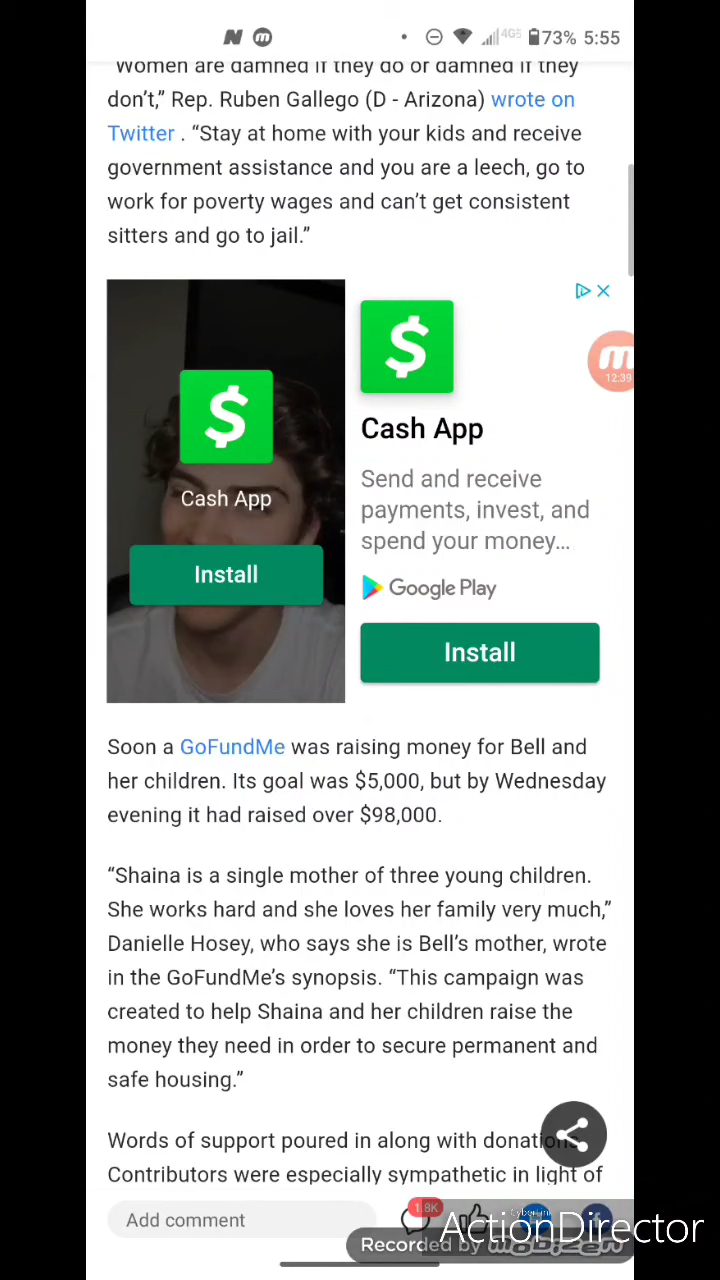 N m 4G 73% 5:55
"Women are damned if they do or damned if they
don't,” Rep. Ruben Gallego (D - Arizona) wrote on
Twitter . “Stay at home with your kids and receive
government assistance and you are a leech, go to
work for poverty wages and can’t get consistent
sitters and go to jail.”
Cash App
Install
m
12:39
Cash App
Send and receive
payments, invest, and
spend your money...
Google Play
Install
Soon a GoFundMe was raising money for Bell and
her children. Its goal was $5,000, but by Wednesday
evening it had raised over $98,000.
“Shaina is a single mother of three young children.
She works hard and she loves her family very much,”
Danielle Hosey, who says she is Bell’s mother, wrote
in the GoFundMe’s synopsis. “This campaign was
created to help Shaina and her children raise the
money they need in order to secure permanent and
safe housing.”
Words of support poured in along with donations.
Contributors were especially sympathetic in light of
Add comment
1.8K
CyberLink
ActionDirector
Recorded by MOBIZEN